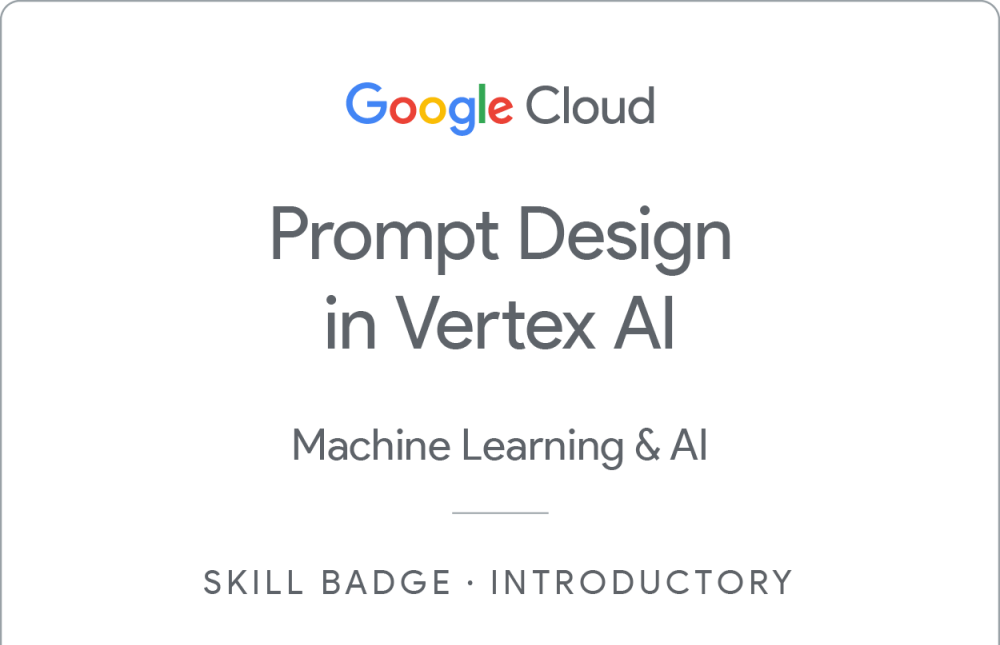 Google Cloud
Prompt Design
in Vertex AI
Machine Learning & AI
SKILL BADGE · INTRODUCTORY